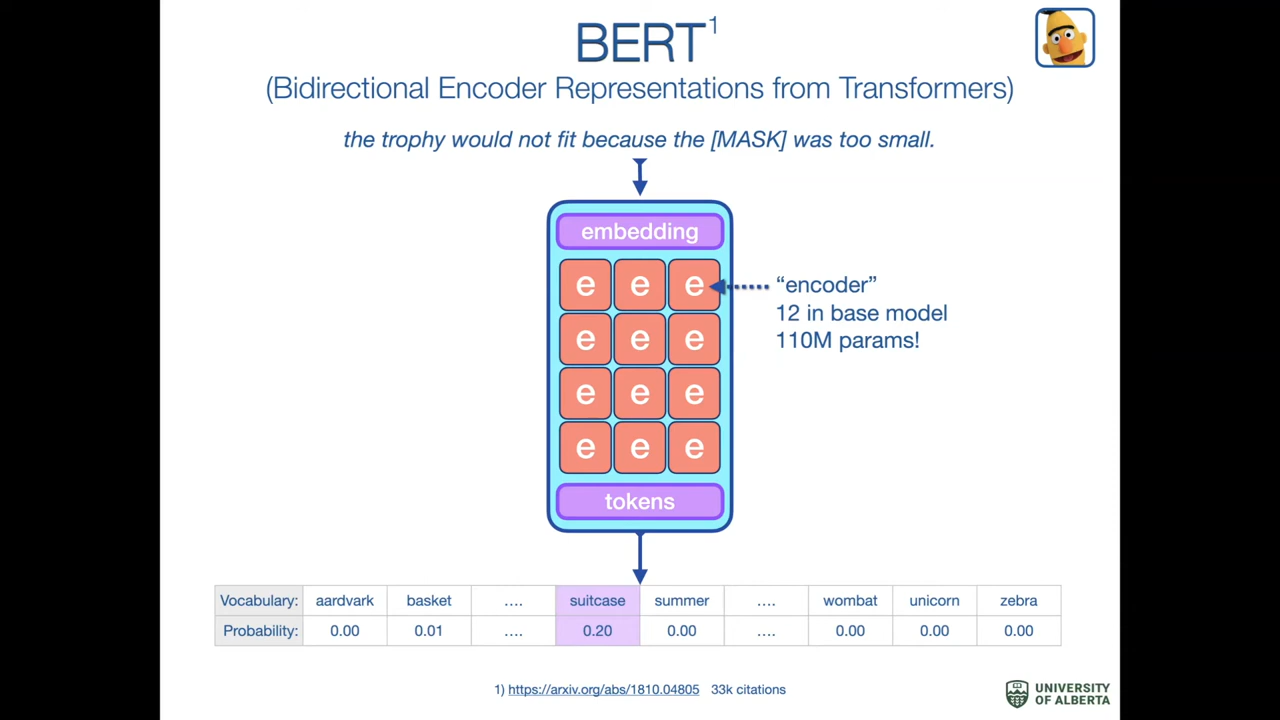 BERT1
(Bidirectional Encoder Representations from Transformers)
the trophy would not fit because the [MASK] was too small.
embedding
e e e
e e e
e e e
e e e
tokens
“encoder”
12 in base model
110M params!
Vocabulary: aardvark basket .... suitcase summer .... wombat unicorn zebra
Probability: 0.00 0.01 .... 0.20 0.00 .... 0.00 0.00 0.00
1) https://arxiv.org/abs/1810.04805 33k citations
UNIVERSITY
OF ALBERTA